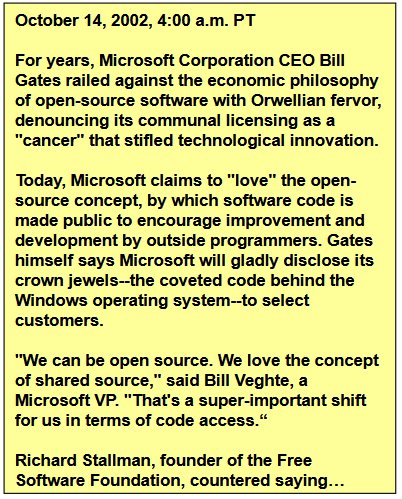 October 14, 2002, 4:00 a.m. PT
For years, Microsoft Corporation CEO Bill
Gates railed against the economic philosophy
of open-source software with Orwellian fervor,
denouncing its communal licensing as a
"cancer" that stifled technological innovation.
Today, Microsoft claims to "love" the open-
source concept, by which software code is
made public to encourage improvement and
development by outside programmers. Gates
himself says Microsoft will gladly disclose its
crown jewels--the coveted code behind the
Windows operating system--to select
customers.
"We can be open source. We love the concept
of shared source," said Bill Veghte, a
Microsoft VP. "That's a super-important shift
for us in terms of code access.“
Richard Stallman, founder of the Free
Software Foundation, countered saying…